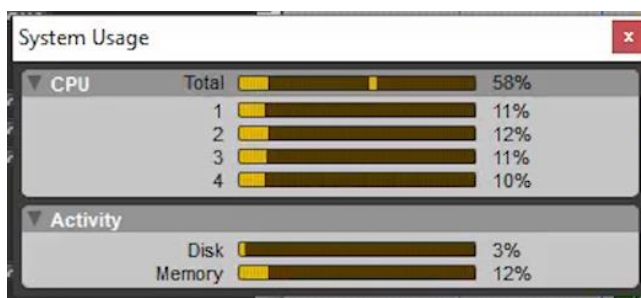 System Usage x
CPU Total 58%
1 11%
2 12%
3 11%
4 10%
Activity
Disk 3%
Memory 12%